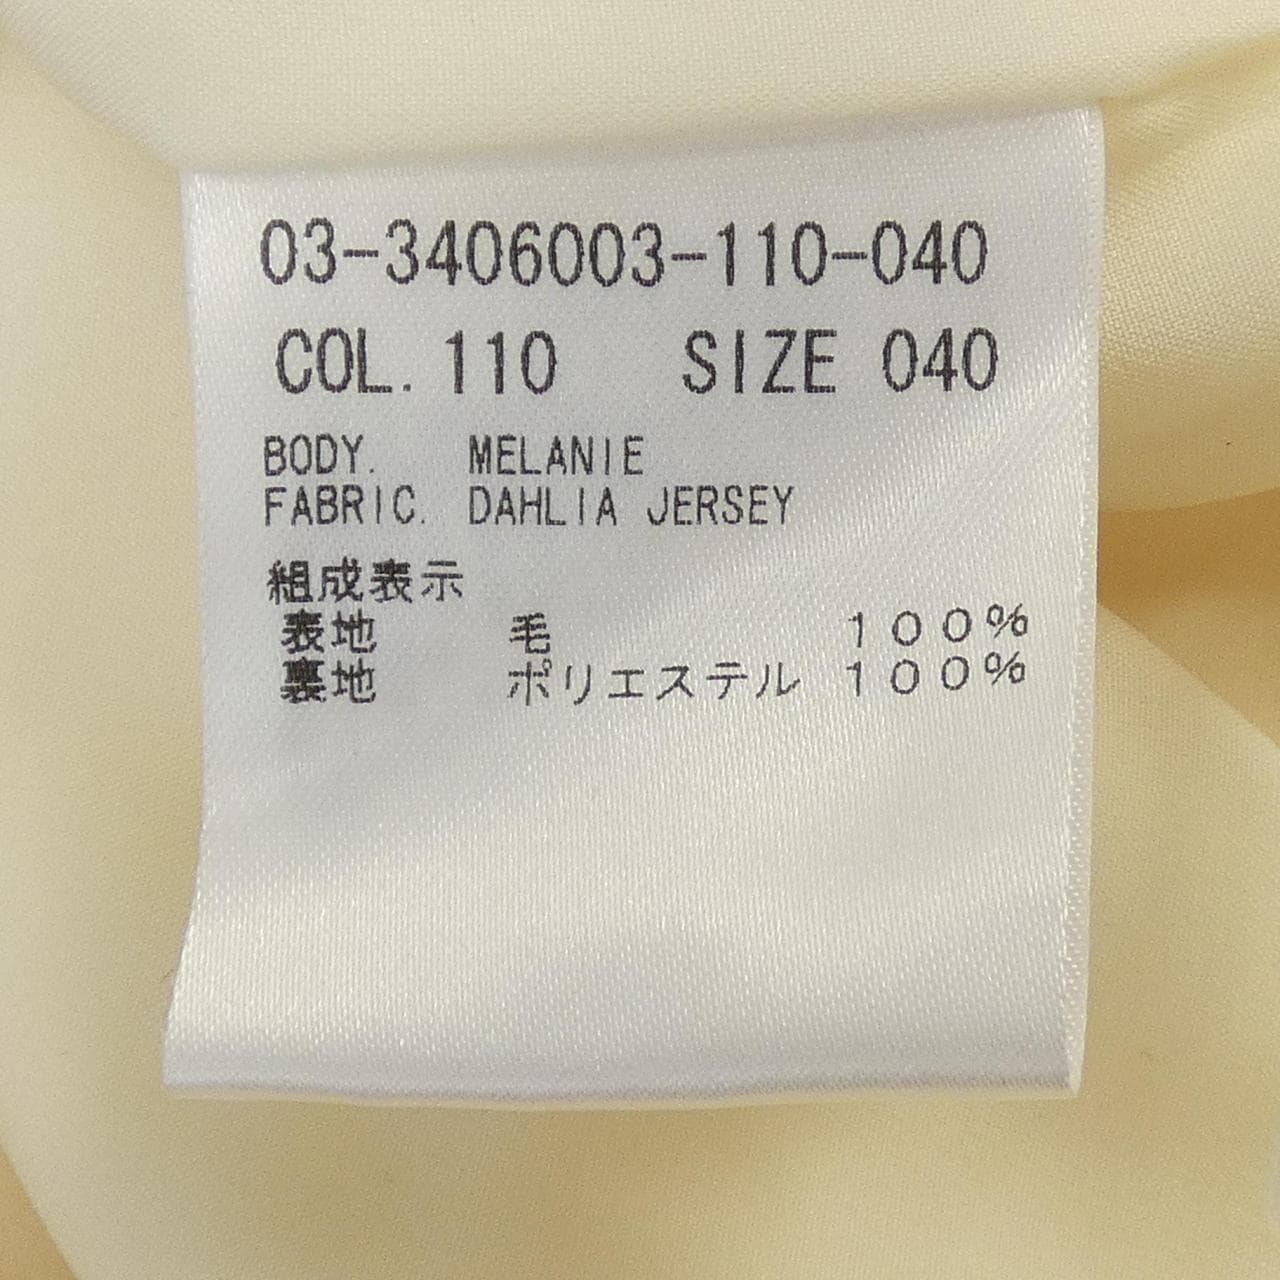 03-3406003-110-040
COL. 110 SIZE 040
BODY. MELANIE
FABRIC. DAHLIA JERSEY
組成表示
表地 毛 100%
裏地 ポリエステル 100%